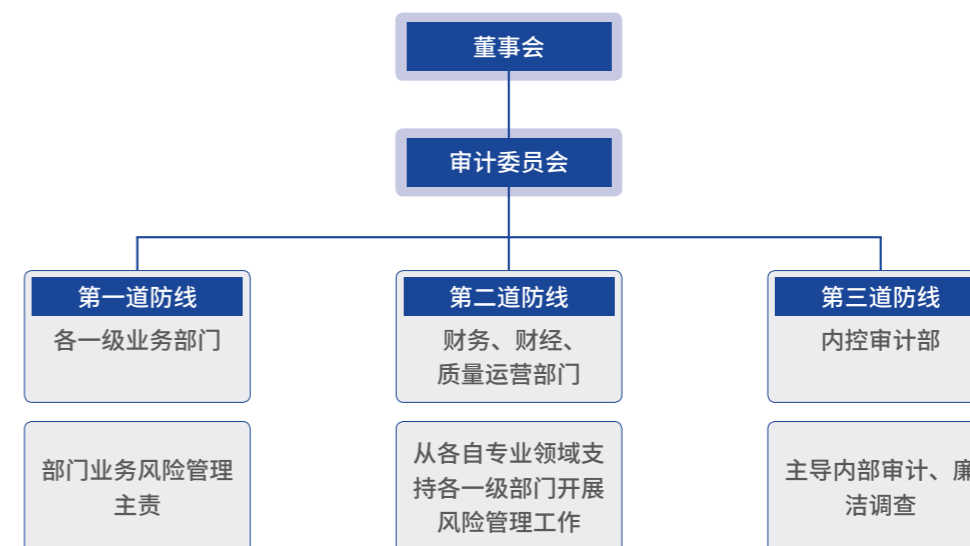 董事会
审计委员会
第一道防线
各一级业务部门
部门业务风险管理
主责
第二道防线
财务、财经、
质量运营部门
从各自专业领域支
持各一级部门开展
风险管理工作
第三道防线
内控审计部
主导内部审计、廉
洁调查